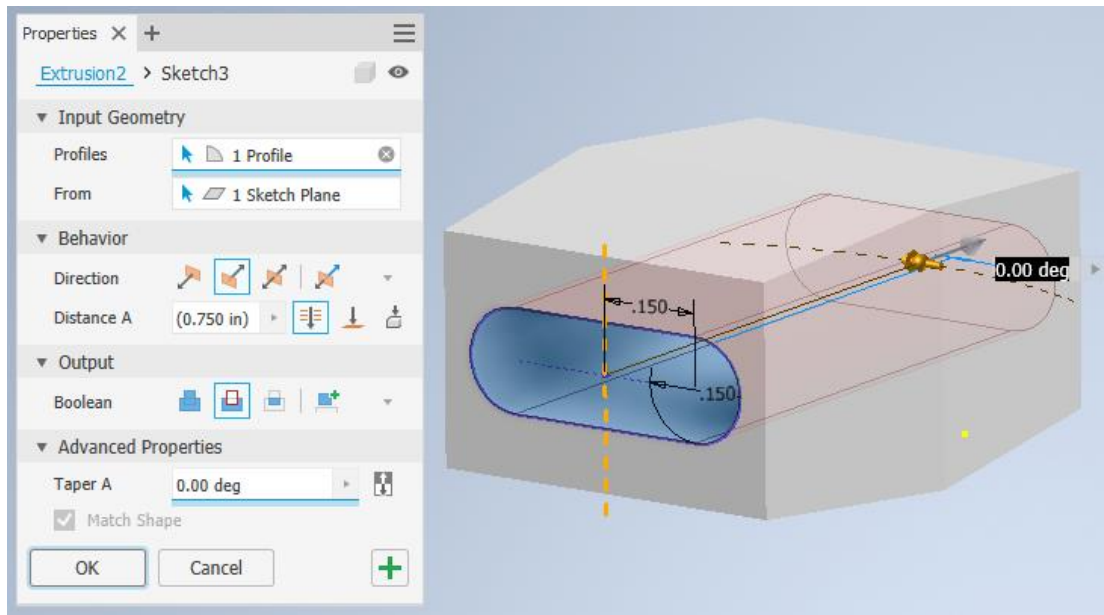 Properties
Extrusion2 > Sketch3
Input Geometry
Profiles 1 Profile
From 1 Sketch Plane
Behavior
Direction
Distance A (0.750 in)
Output
Boolean
Advanced Properties
Taper A 0.00 deg
Match Shape
OK Cancel
.150
.150
0.00 deg